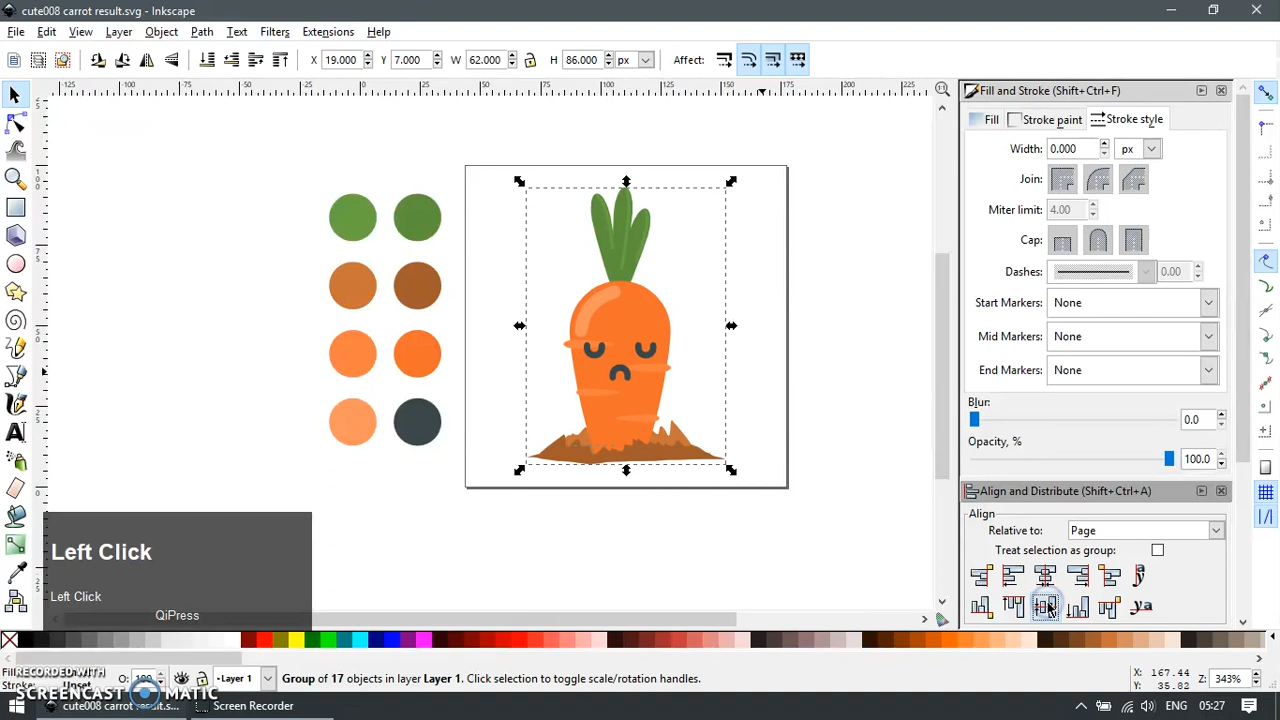 cute008 carrot result.svg - Inkscape
File Edit View Layer Object Path Text Filters Extensions Help
X 19.000 Y 7.000 W 62.000 H 86.000 px Affect:
Fill and Stroke (Shift+Ctrl+F)
Fill Stroke paint Stroke style
Width: 0.000 px
Join:
Miter limit: 4.00
Cap:
Dashes: 0.00
Start Markers: None
Mid Markers: None
End Markers: None
Blur:
0.0
Opacity, %
100.0
Align and Distribute (Shift+Ctrl+A)
Align
Relative to: Page
Treat selection as group:
Left Click
Left Click
QiPress
Fill:
Stroke: Unset
O: 100
Layer 1
Group of 17 objects in layer Layer 1. Click selection to toggle scale/rotation handles.
X: 167.44
Y: 35.82
Z: 343%
RECORDED WITH
SCREENCAST MATIC
cute008 carrot result.s... Screen Recorder
05:27